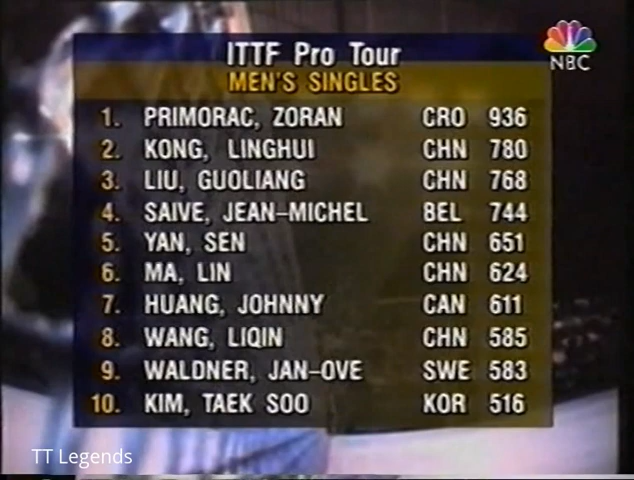 ITTF Pro Tour
NBC
MEN'S SINGLES
1. PRIMORAC, ZORAN CRO 936
2. KONG, LINGHUI CHN 780
3. LIU, GUOLIANG CHN 768
4. SAIVE, JEAN-MICHEL BEL 744
5. YAN, SEN CHN 651
6. MA, LIN CHN 624
7. HUANG, JOHNNY CAN 611
8. WANG, LIQIN CHN 585
9. WALDNER, JAN-OVE SWE 583
10. KIM, TAEK SOO KOR 516
TT Legends